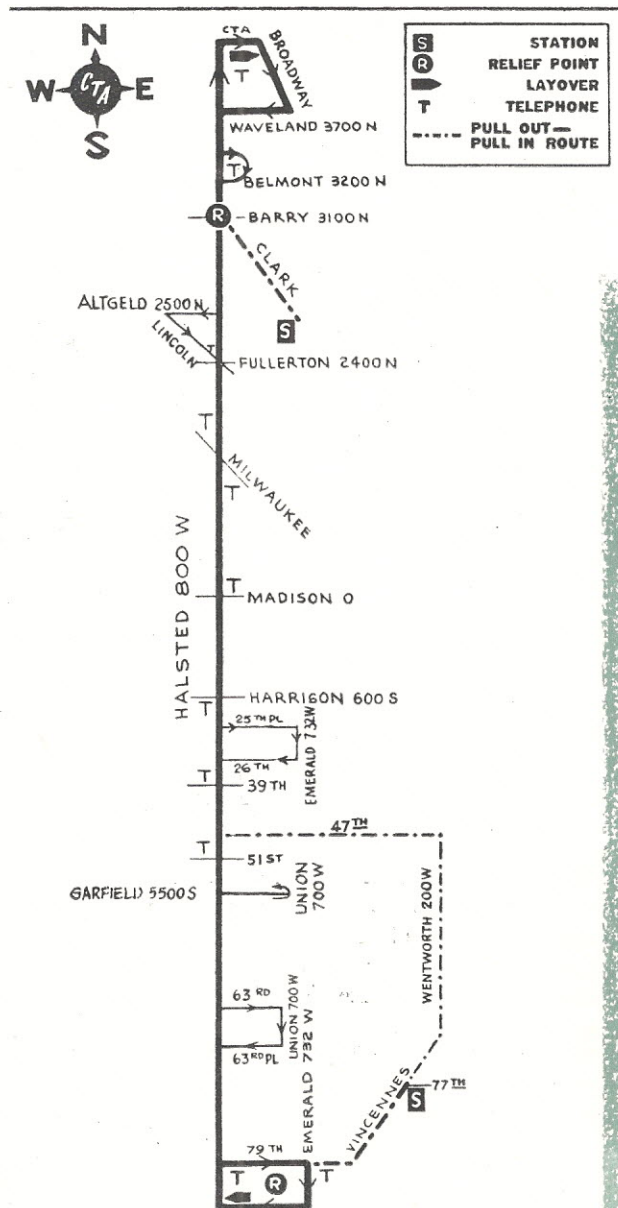 N
W CTA E
S
S STATION
R RELIEF POINT
LAYOVER
T TELEPHONE
PULL OUT—
PULL IN ROUTE
CTA
BROADWAY
T
WAVELAND 3700 N
T
BELMONT 3200 N
R BARRY 3100 N
CLARK
S
ALTGELD 2500 N
LINCOLN
T
FULLERTON 2400 N
T
MILWAUKEE
T
HALSTED 800 W
T
MADISON 0
HARRISON 600 S
T
25TH PL
EMERALD 732 W
26TH
T
39TH
47TH
T
51ST
GARFIELD 5500 S
UNION
700 W
WENTWORTH 200 W
63RD
UNION 700 W
63RD PL
EMERALD 732 W
VINCENNES
77TH
S
79TH
T R T